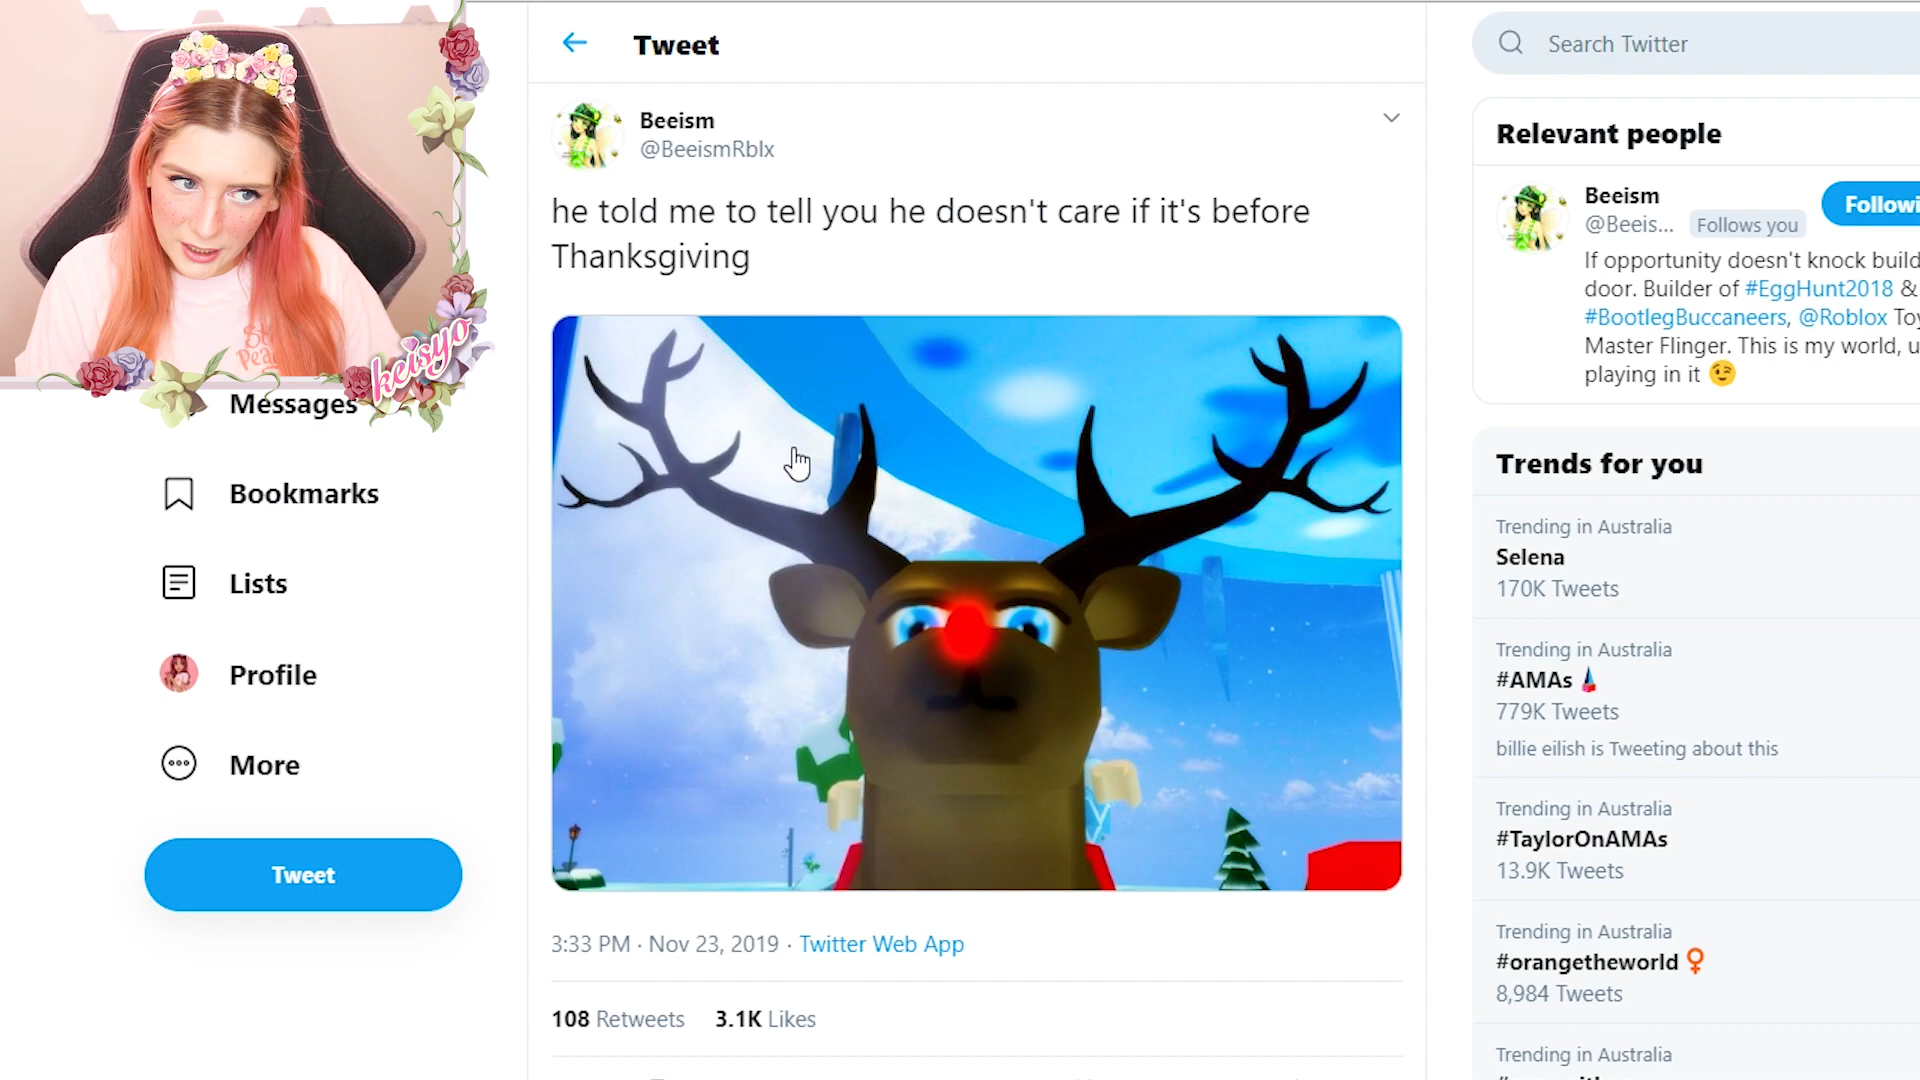 Tweet
Search Twitter
Beeism
@BeeismRblx
he told me to tell you he doesn't care if it's before
Thanksgiving
3:33 PM · Nov 23, 2019 · Twitter Web App
108 Retweets 3.1K Likes
keisyo
Messages
Bookmarks
Lists
Profile
More
Tweet
Relevant people
Beeism
@Beeis... Follows you
Followi
If opportunity doesn't knock build
door. Builder of #EggHunt2018 &
#BootlegBuccaneers, @Roblox Toy
Master Flinger. This is my world, u
playing in it 😉
Trends for you
Trending in Australia
Selena
170K Tweets
Trending in Australia
#AMAs
779K Tweets
billie eilish is Tweeting about this
Trending in Australia
#TaylorOnAMAs
13.9K Tweets
Trending in Australia
#orangetheworld
8,984 Tweets
Trending in Australia